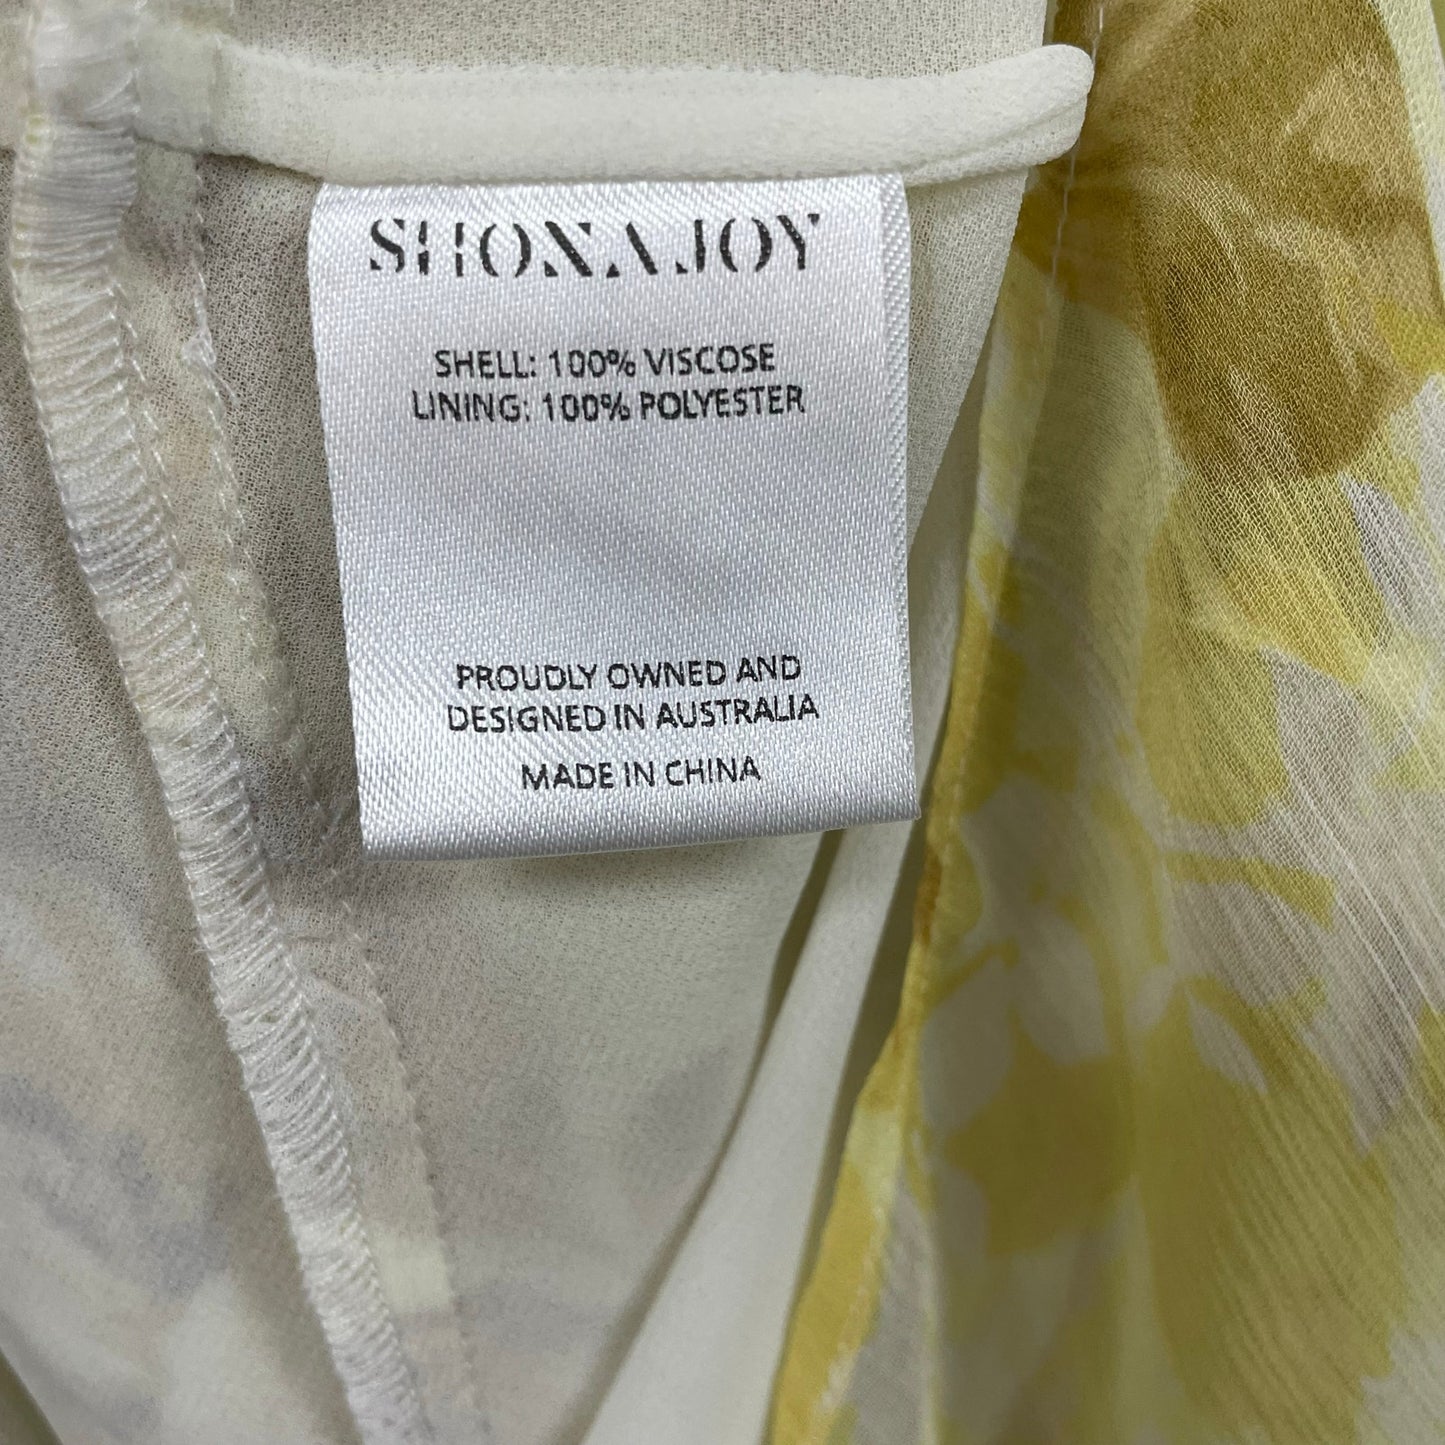 SHONA JOY
SHELL: 100% VISCOSE
LINING: 100% POLYESTER
PROUDLY OWNED AND
DESIGNED IN AUSTRALIA
MADE IN CHINA